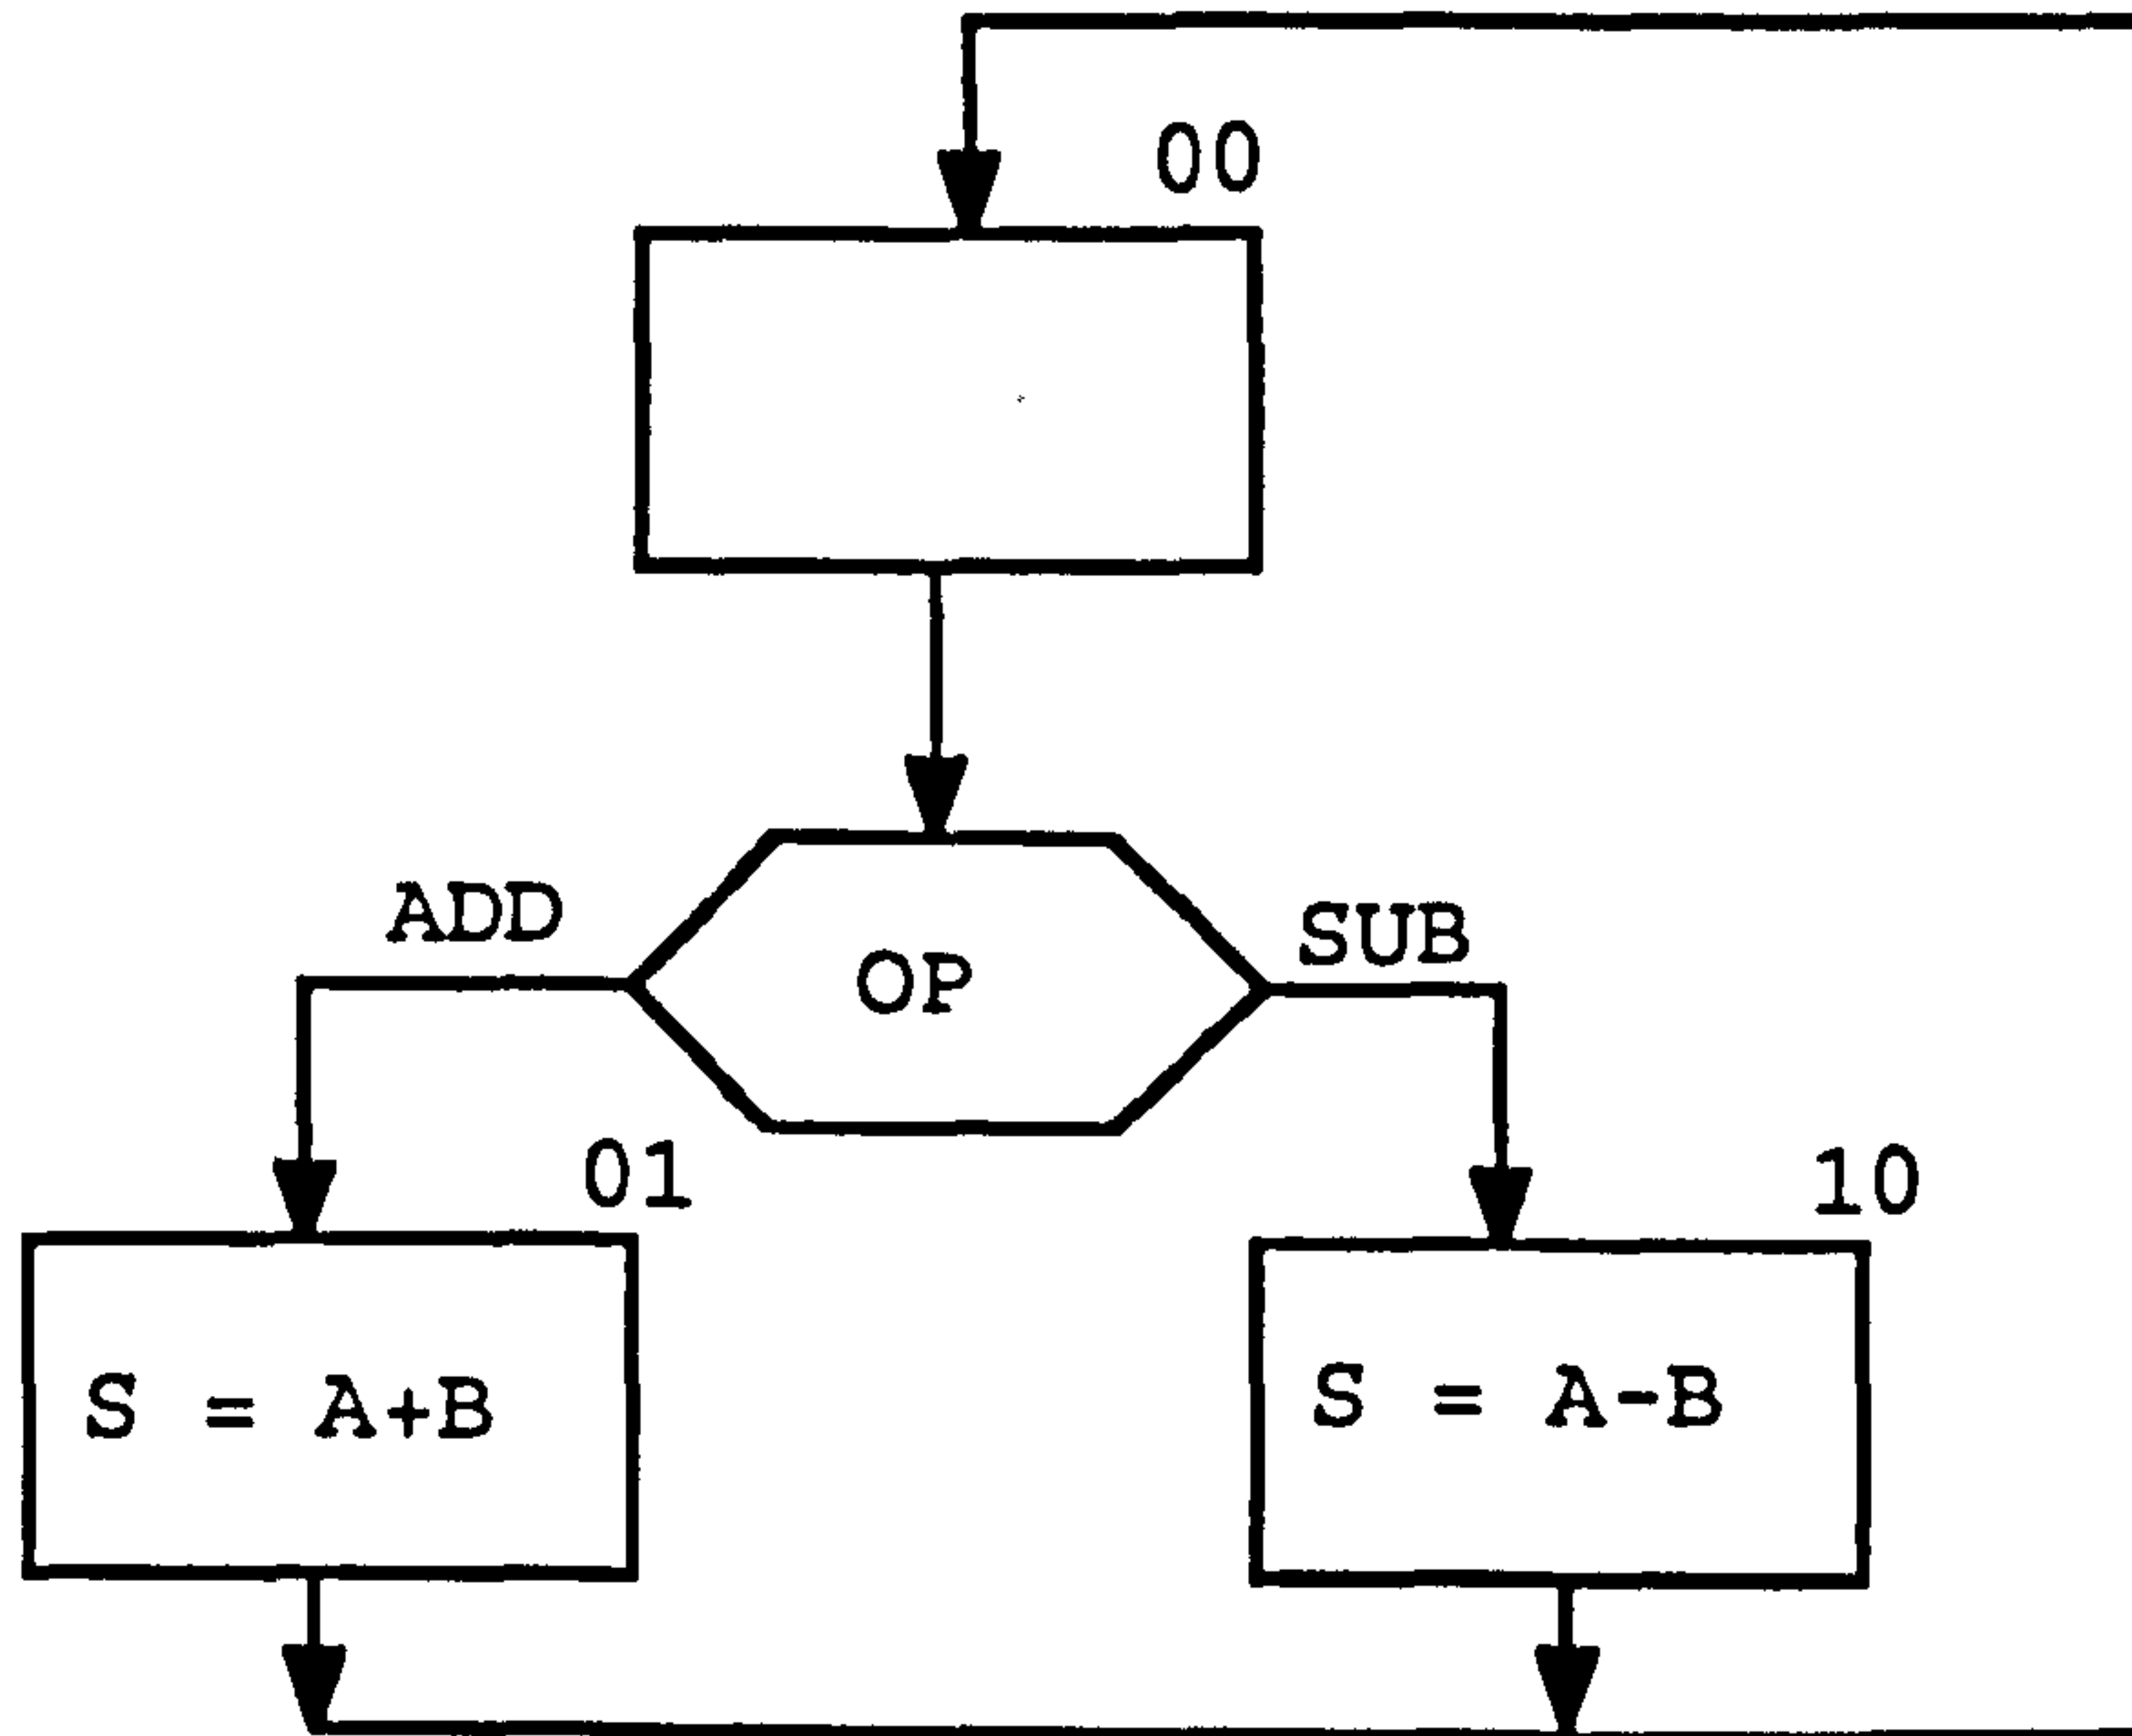 00
ADD
OP
SUB
01
10
S = A+B
S = A-B